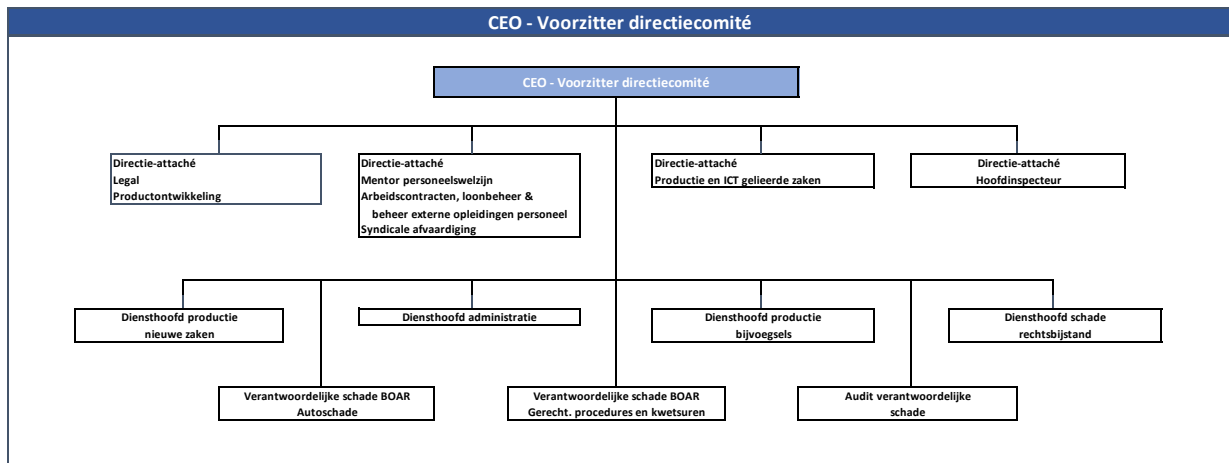 CEO - Voorzitter directiecomité
CEO - Voorzitter directiecomité
Directie-attaché
Legal
Productontwikkeling
Directie-attaché
Mentor personeelswelzijn
Arbeidscontracten, loonbeheer &
beheer externe opleidingen personeel
Syndicale afvaardiging
Directie-attaché
Productie en ICT gelieerde zaken
Directie-attaché
Hoofdinspecteur
Diensthoofd productie
nieuwe zaken
Diensthoofd administratie
Diensthoofd productie
bijvoegsels
Diensthoofd schade
rechtsbijstand
Verantwoordelijke schade BOAR
Autoschade
Verantwoordelijke schade BOAR
Gerecht. procedures en kwetsuren
Audit verantwoordelijke
schade